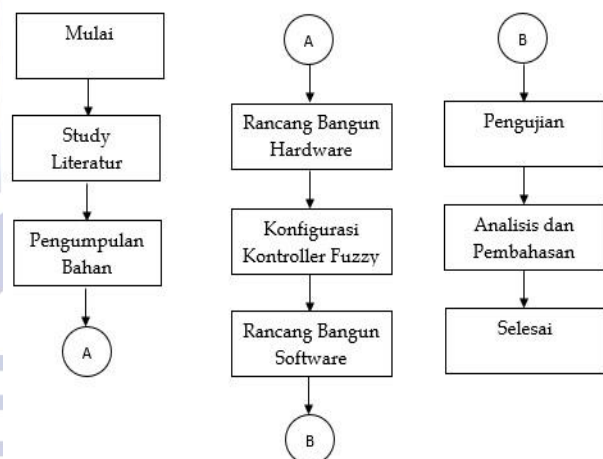 Mulai
Study
Literatur
Pengumpulan
Bahan
A
A
Rancang Bangun
Hardware
Konfigurasi
Kontroller Fuzzy
Rancang Bangun
Software
B
B
Pengujian
Analisis dan
Pembahasan
Selesai